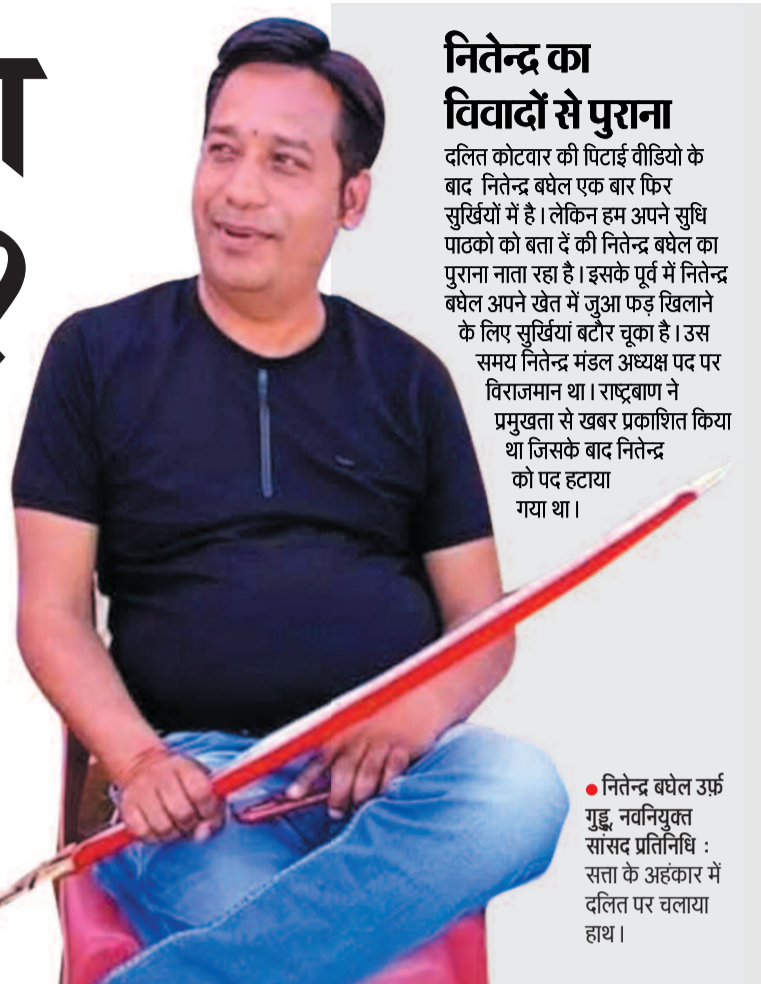 नितेन्द्र का
विवादों से पुराना
दलित कोटवार की पिटाई वीडियो के
बाद नितेन्द्र बघेल एक बार फिर
सुर्खियों में है। लेकिन हम अपने सुधि
पाठको को बता दें की नितेन्द्र बघेल का
पुराना नाता रहा है। इसके पूर्व में नितेन्द्र
बघेल अपने खेत में जुआ फड़ खिलाने
के लिए सुर्खियां बटौर चूका है। उस
समय नितेन्द्र मंडल अध्यक्ष पद पर
विराजमान था। राष्ट्रबाण ने
प्रमुखता से खबर प्रकाशित किया
था जिसके बाद नितेन्द्र
को पद हटाया
गया था।
● नितेन्द्र बघेल उर्फ़
गुड्डू, नवनियुक्त
सांसद प्रतिनिधि :
सत्ता के अहंकार में
दलित पर चलाया
हाथ।